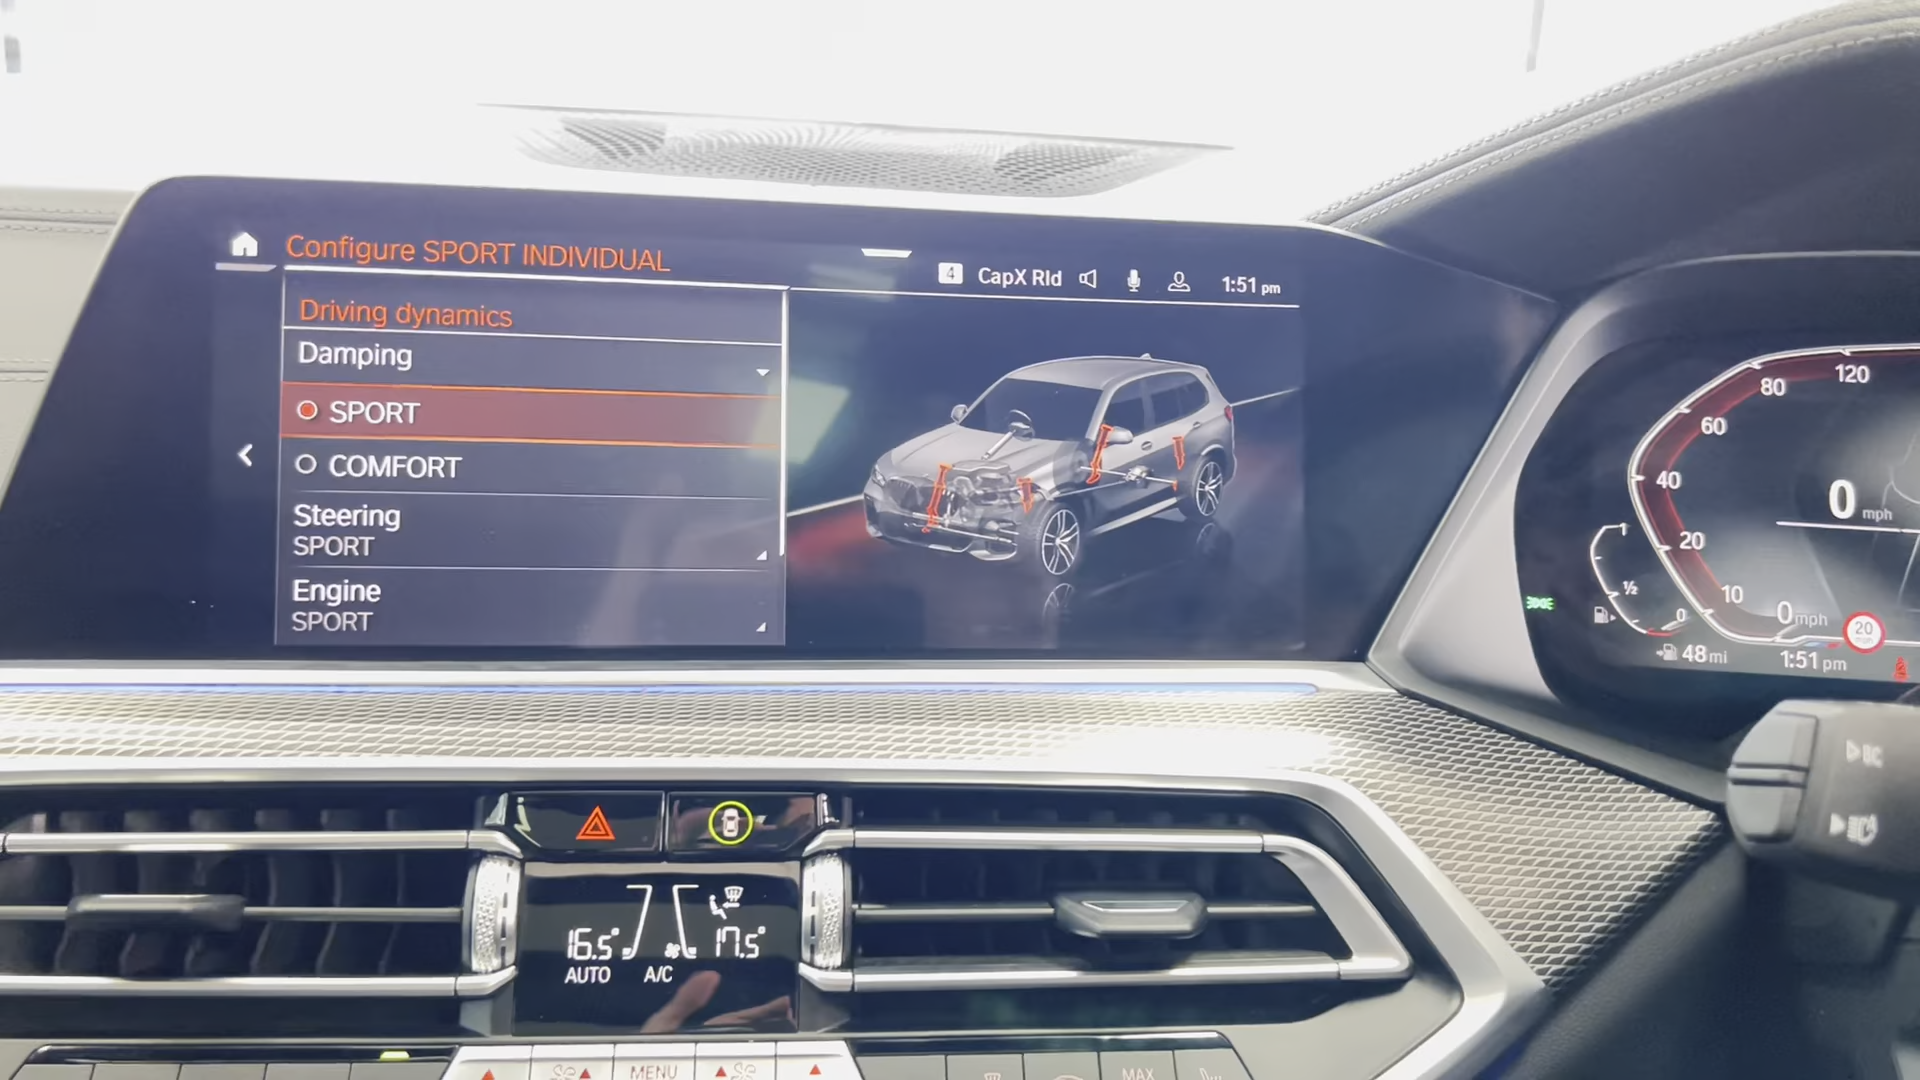 Configure SPORT INDIVIDUAL
4 CapX Rld 1:51 pm
Driving dynamics
Damping
SPORT
COMFORT
Steering
SPORT
Engine
SPORT
120
80
60
40
20
10
0 mph
0 mph
1
1/2
0
20
48 mi
1:51 pm
16.5°
17.5°
AUTO
A/C
MENU
MAX